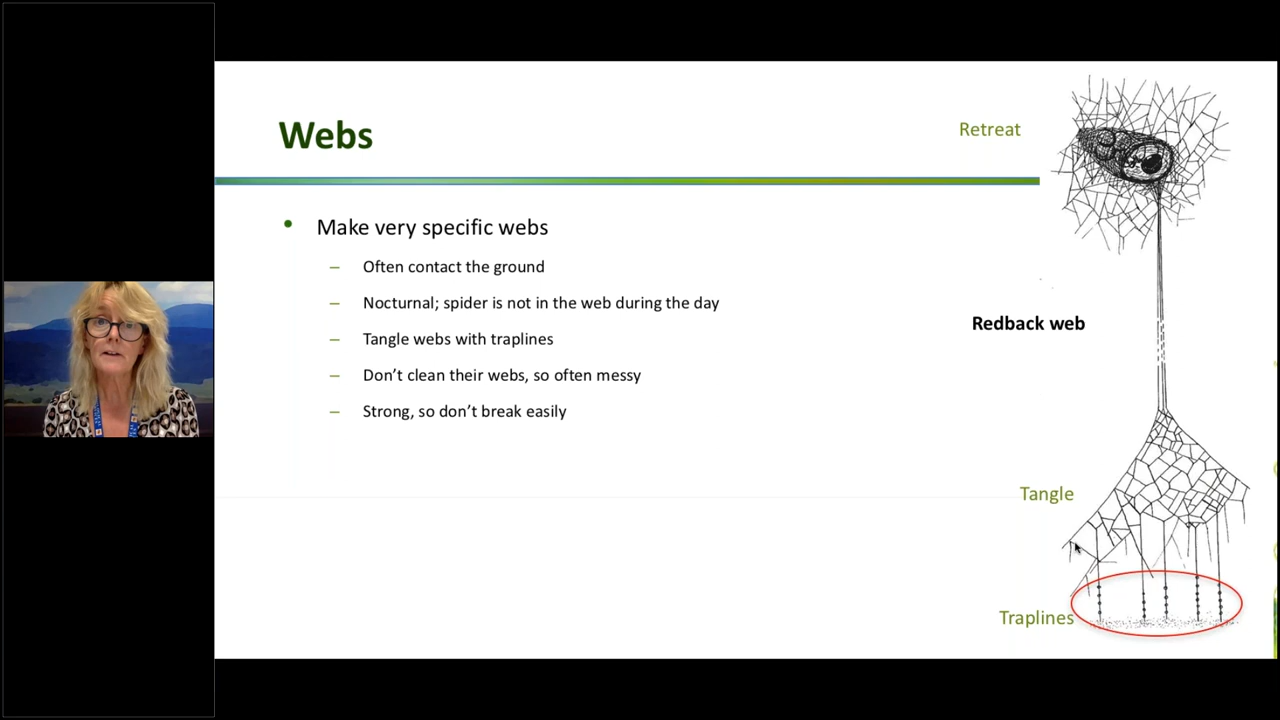 Webs
Retreat
• Make very specific webs
– Often contact the ground
– Nocturnal; spider is not in the web during the day
– Tangle webs with traplines
– Don’t clean their webs, so often messy
– Strong, so don’t break easily
Redback web
Tangle
Traplines